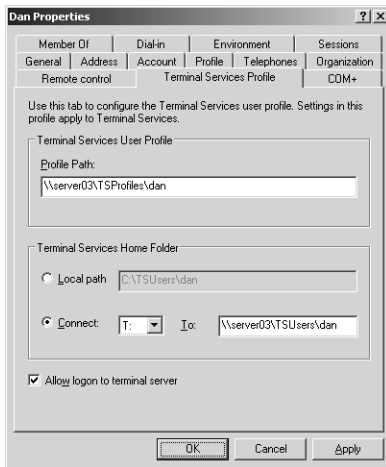 Dan Properties
Member Of Dial-in Environment Sessions
General Address Account Profile Telephones Organization
Remote control Terminal Services Profile COM+
Use this tab to configure the Terminal Services user profile. Settings in this
profile apply to Terminal Services.
Terminal Services User Profile
Profile Path:
\\server03\TSProfiles\dan
Terminal Services Home Folder
Local path C:\TSUsers\dan
Connect: T: To: \\server03\TSUsers\dan
Allow logon to terminal server
OK Cancel Apply